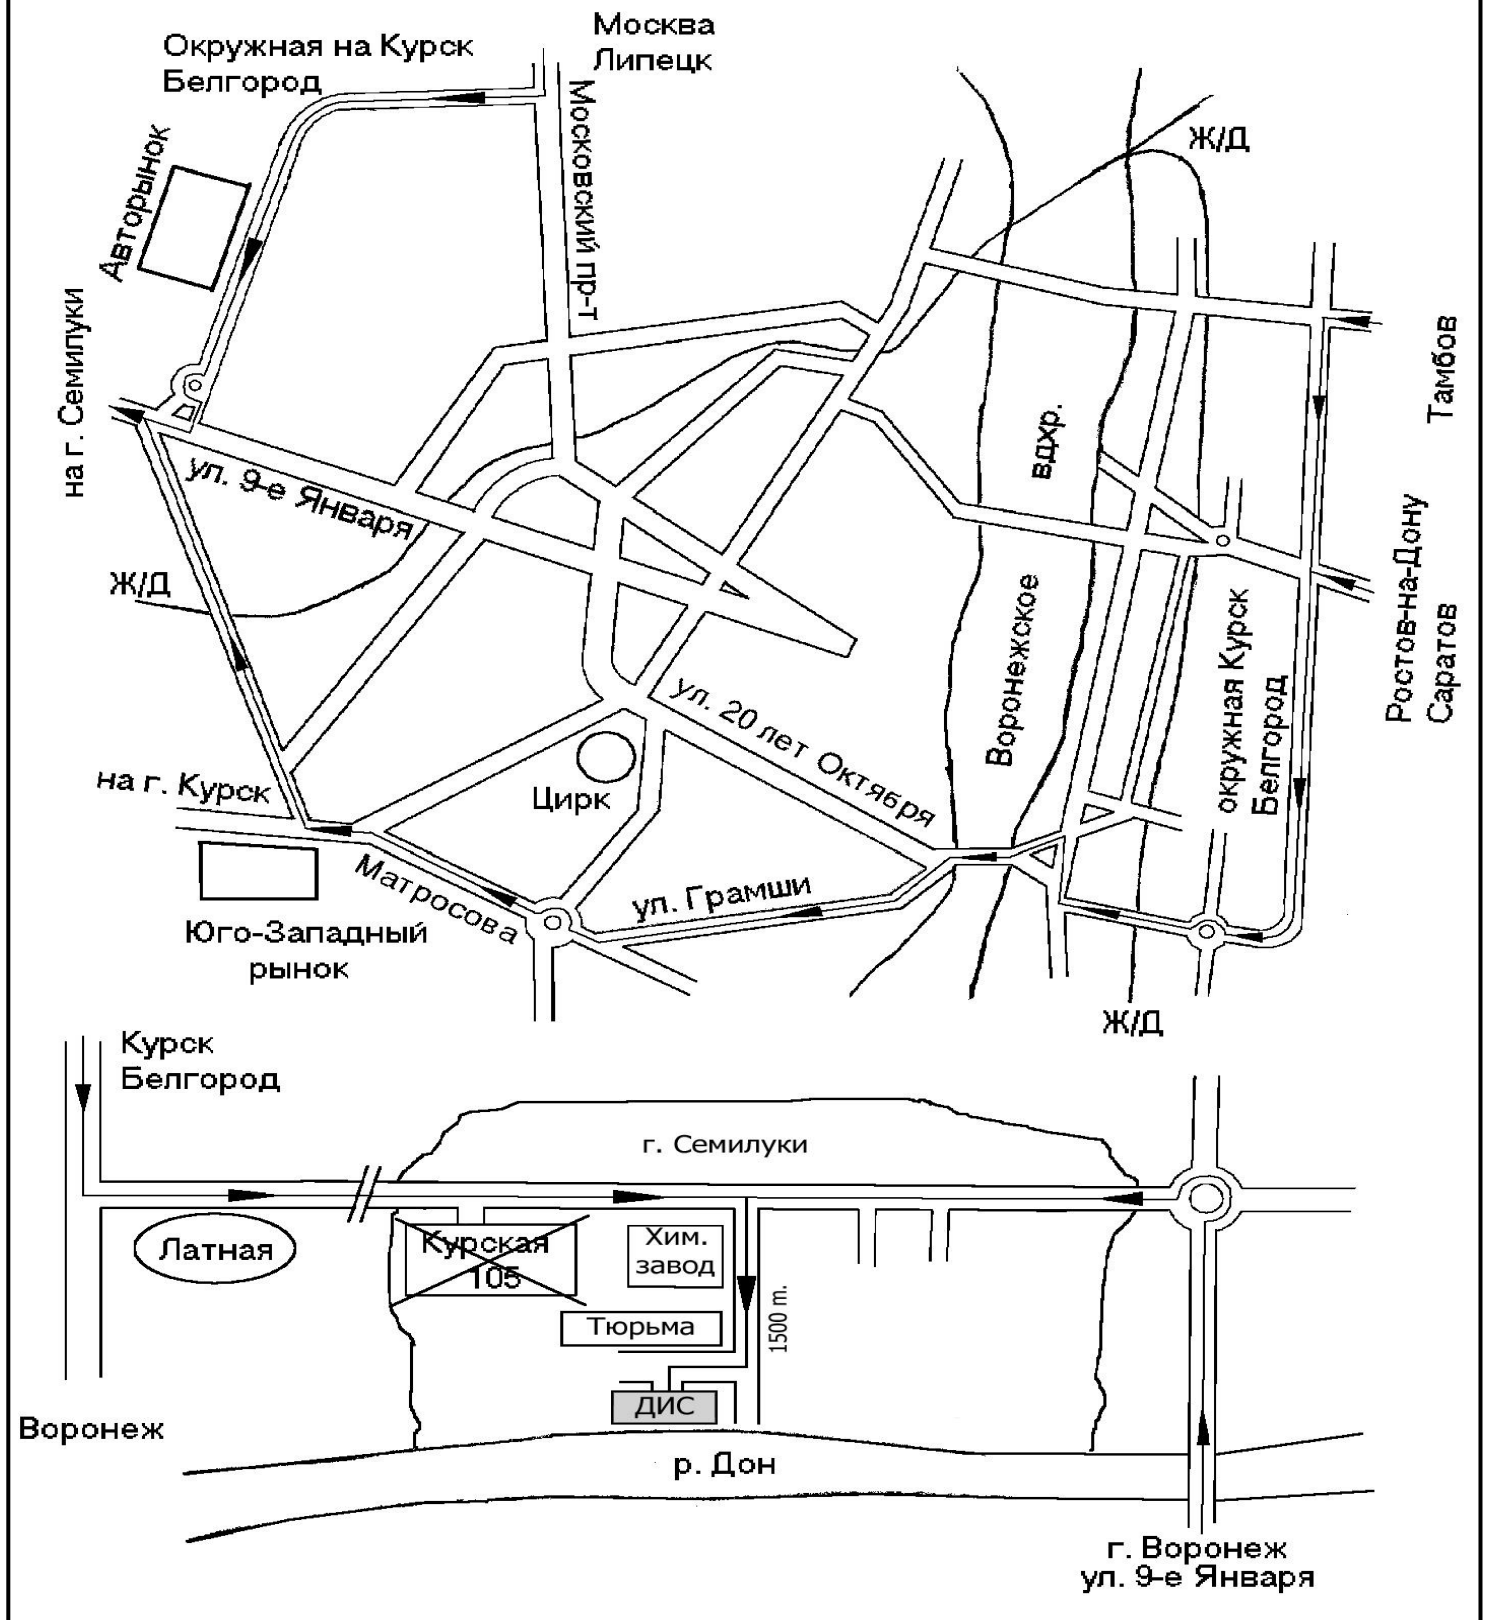 Москва
Липецк
Окружная на Курск
Белгород
Московский пр-т
Авторынок
Ж/Д
на г. Семилуки
Тамбов
вдхр.
ул. 9-е Января
Ростов-на-Дону
Саратов
Ж/Д
Воронежское
окружная Курск
Белгород
ул. 20 лет Октября
на г. Курск
Цирк
Матросова
ул. Грамши
Юго-Западный
рынок
Ж/Д
Курск
Белгород
г. Семилуки
Латная
Курская
105
Хим.
завод
Тюрьма
1500 m.
ДИС
Воронеж
р. Дон
г. Воронеж
ул. 9-е Января